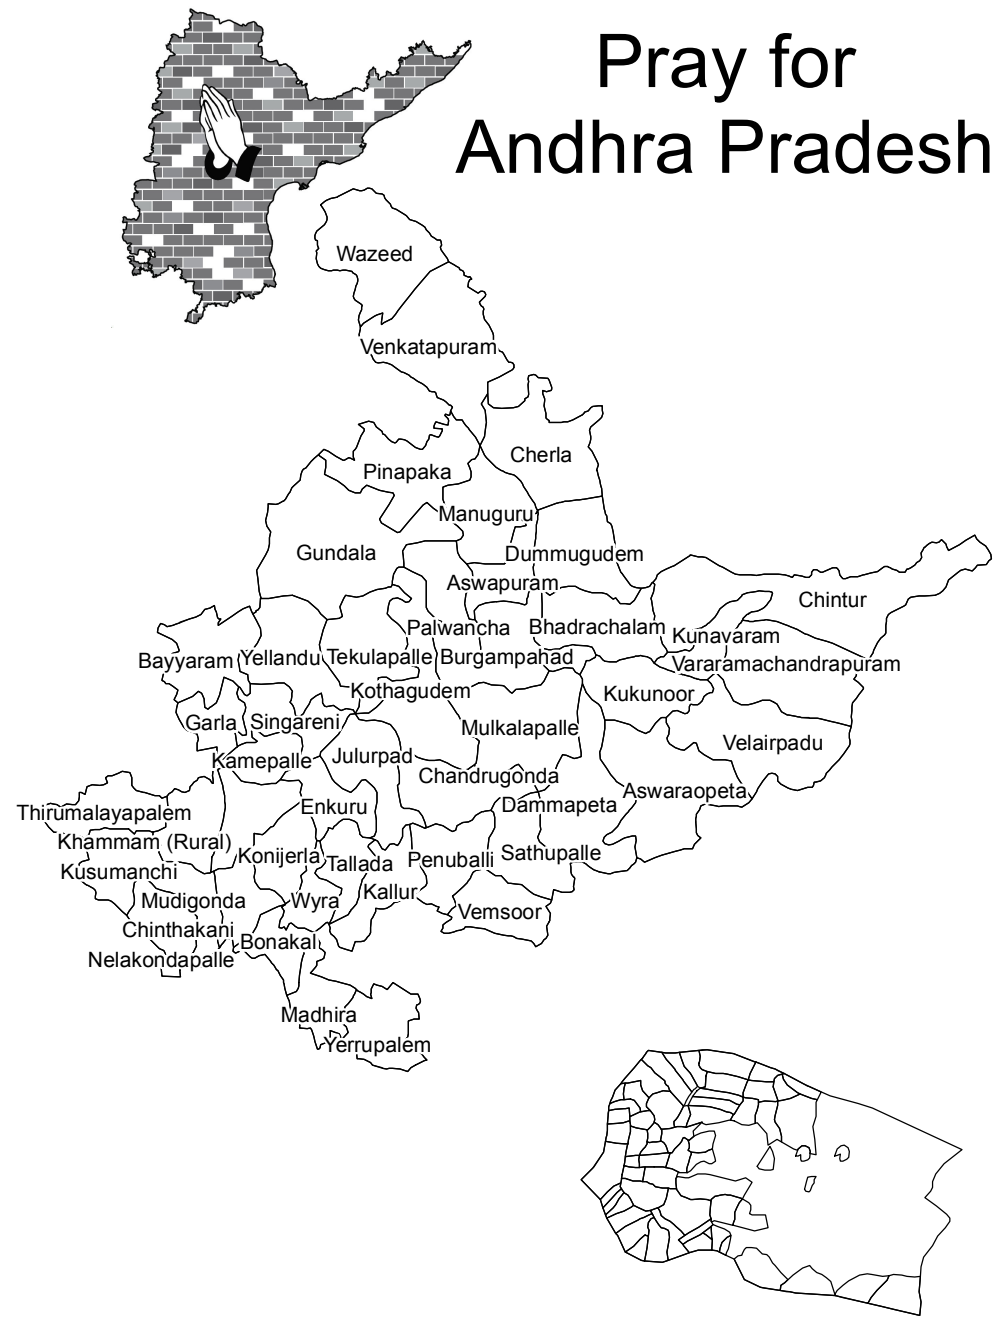 Pray for
Andhra Pradesh
Wazeed
Venkatapuram
Cherla
Pinapaka
Manuguru
Gundala
Dummugudem
Aswapuram
Chintur
Palwancha
Bhadrachalam
Kunavaram
Bayyaram
Yellandu
Tekulapalle
Burgampahad
Vararamachandrapuram
Kothagudem
Kukunoor
Garla
Singareni
Mulkalapalle
Velairpadu
Kamepalle
Julurpad
Chandrugonda
Aswaraopeta
Enkuru
Dammapeta
Thirumalayapalem
Khammam (Rural)
Konijerla
Tallada
Penuballi
Sathupalle
Kusumanchi
Kallur
Mudigonda
Wyra
Vemsoor
Chinthakani
Bonakal
Nelakondapalle
Madhira
Yerrupalem